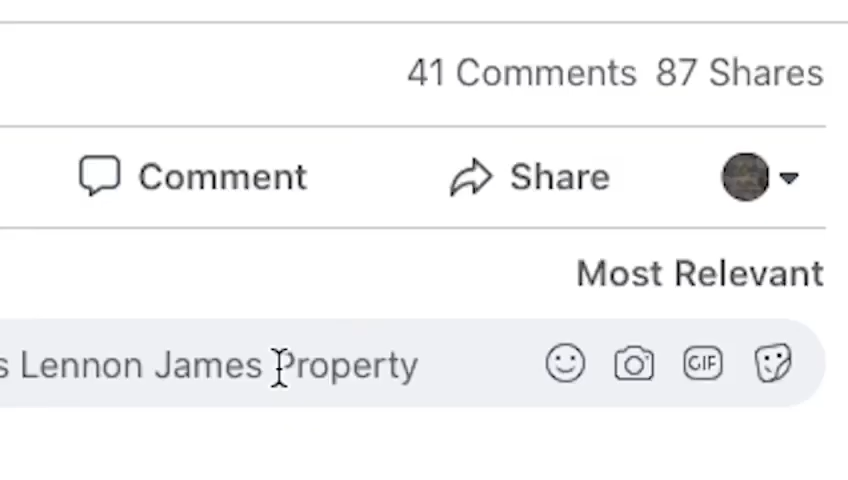 41 Comments 87 Shares
Comment Share
Most Relevant
s Lennon James Property
GIF